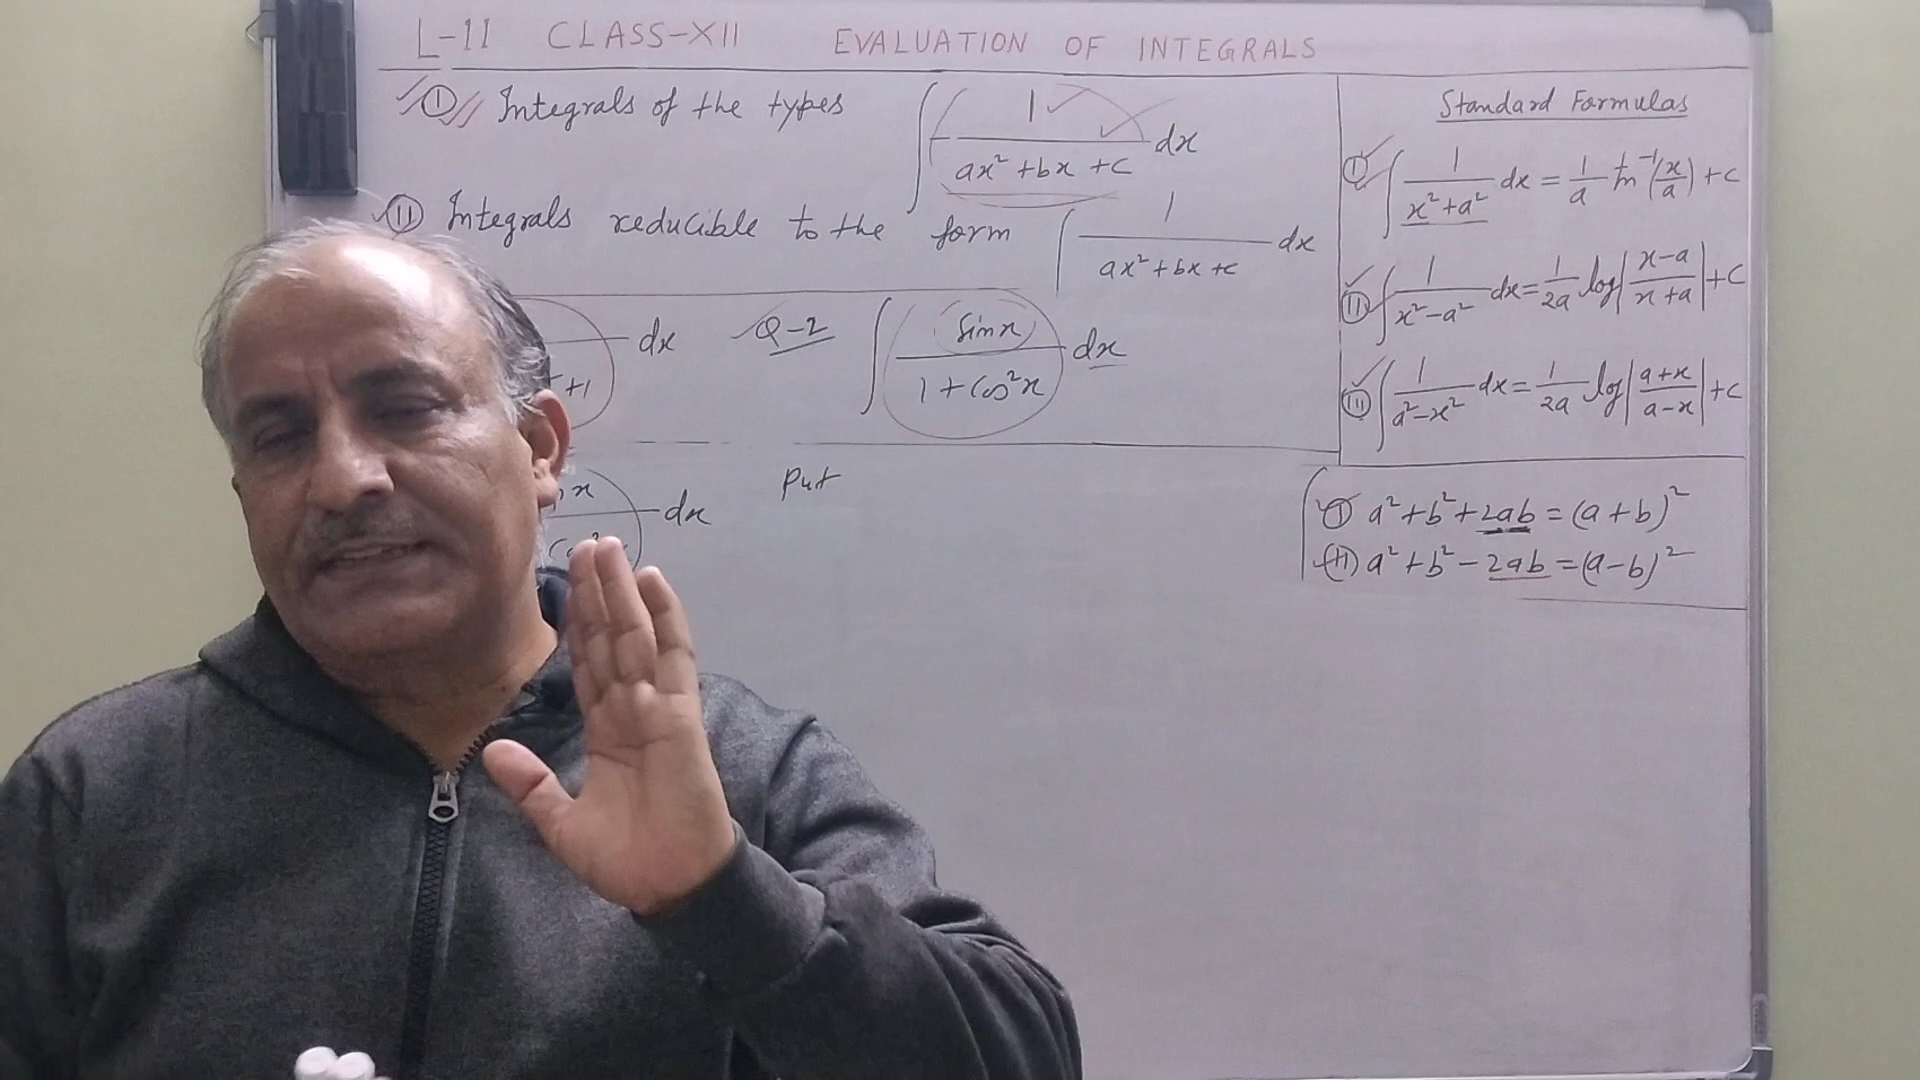 L-11 CLASS-XII EVALUATION OF INTEGRALS
(I) Integrals of the types ∫ 1/(ax²+bx+c) dx
(II) Integrals reducible to the form ∫ 1/(ax²+bx+c) dx
+1 dx Q-2 ∫ Sinx/(1+Cos²x) dx
x dx Put
Standard Formulas
(I) ∫ 1/(x²+a²) dx = 1/a tan⁻¹(x/a)+c
(II) ∫ 1/(x²-a²) dx = 1/2a log|(x-a)/(x+a)|+c
(III) ∫ 1/(a²-x²) dx = 1/2a log|(a+x)/(a-x)|+c
(I) a²+b²+2ab=(a+b)²
(II) a²+b²-2ab=(a-b)²